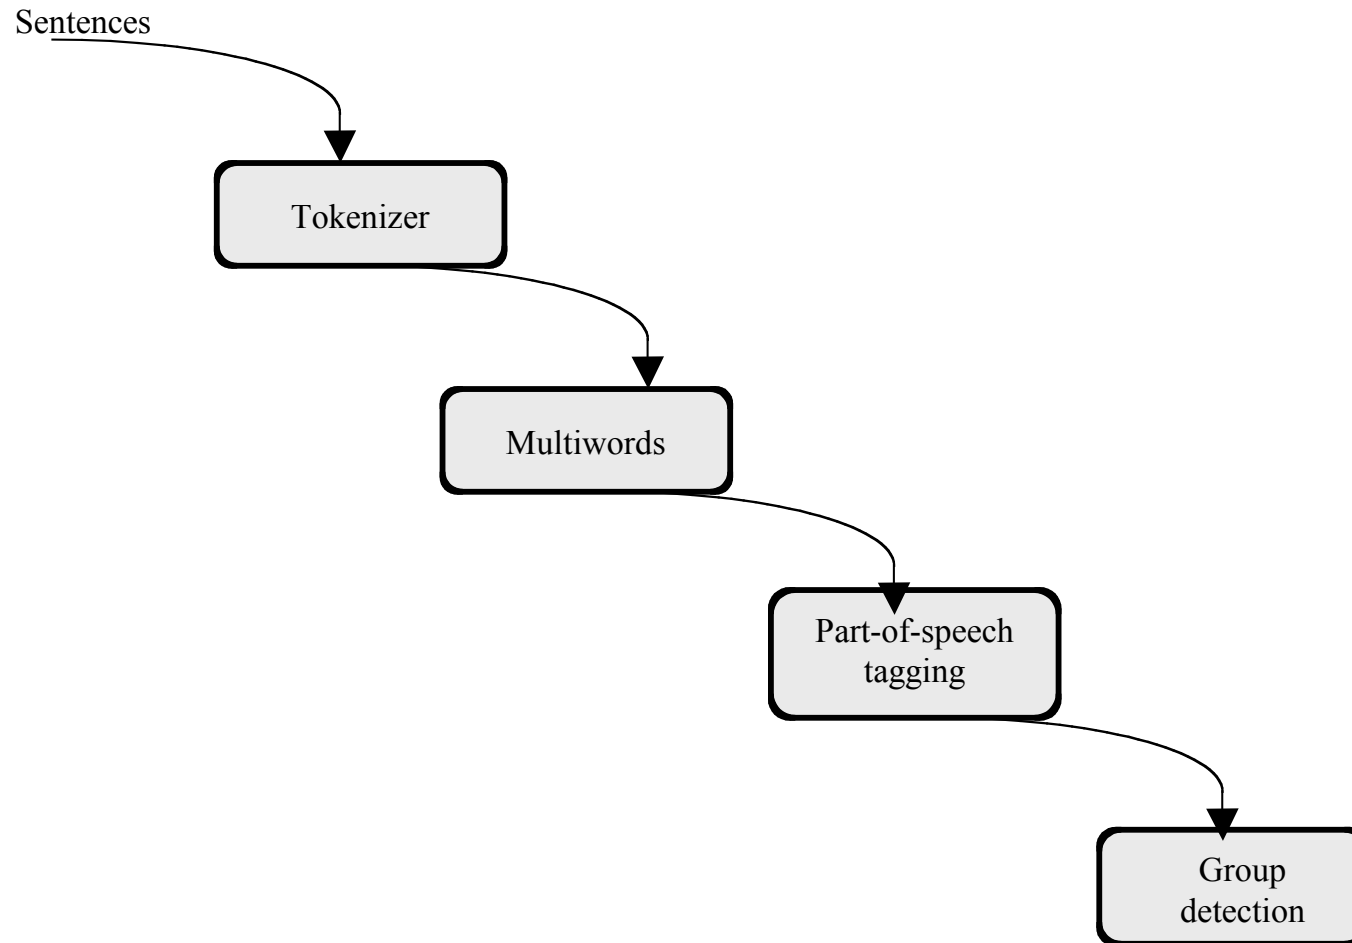 Sentences
Tokenizer
Multiwords
Part-of-speech
tagging
Group
detection